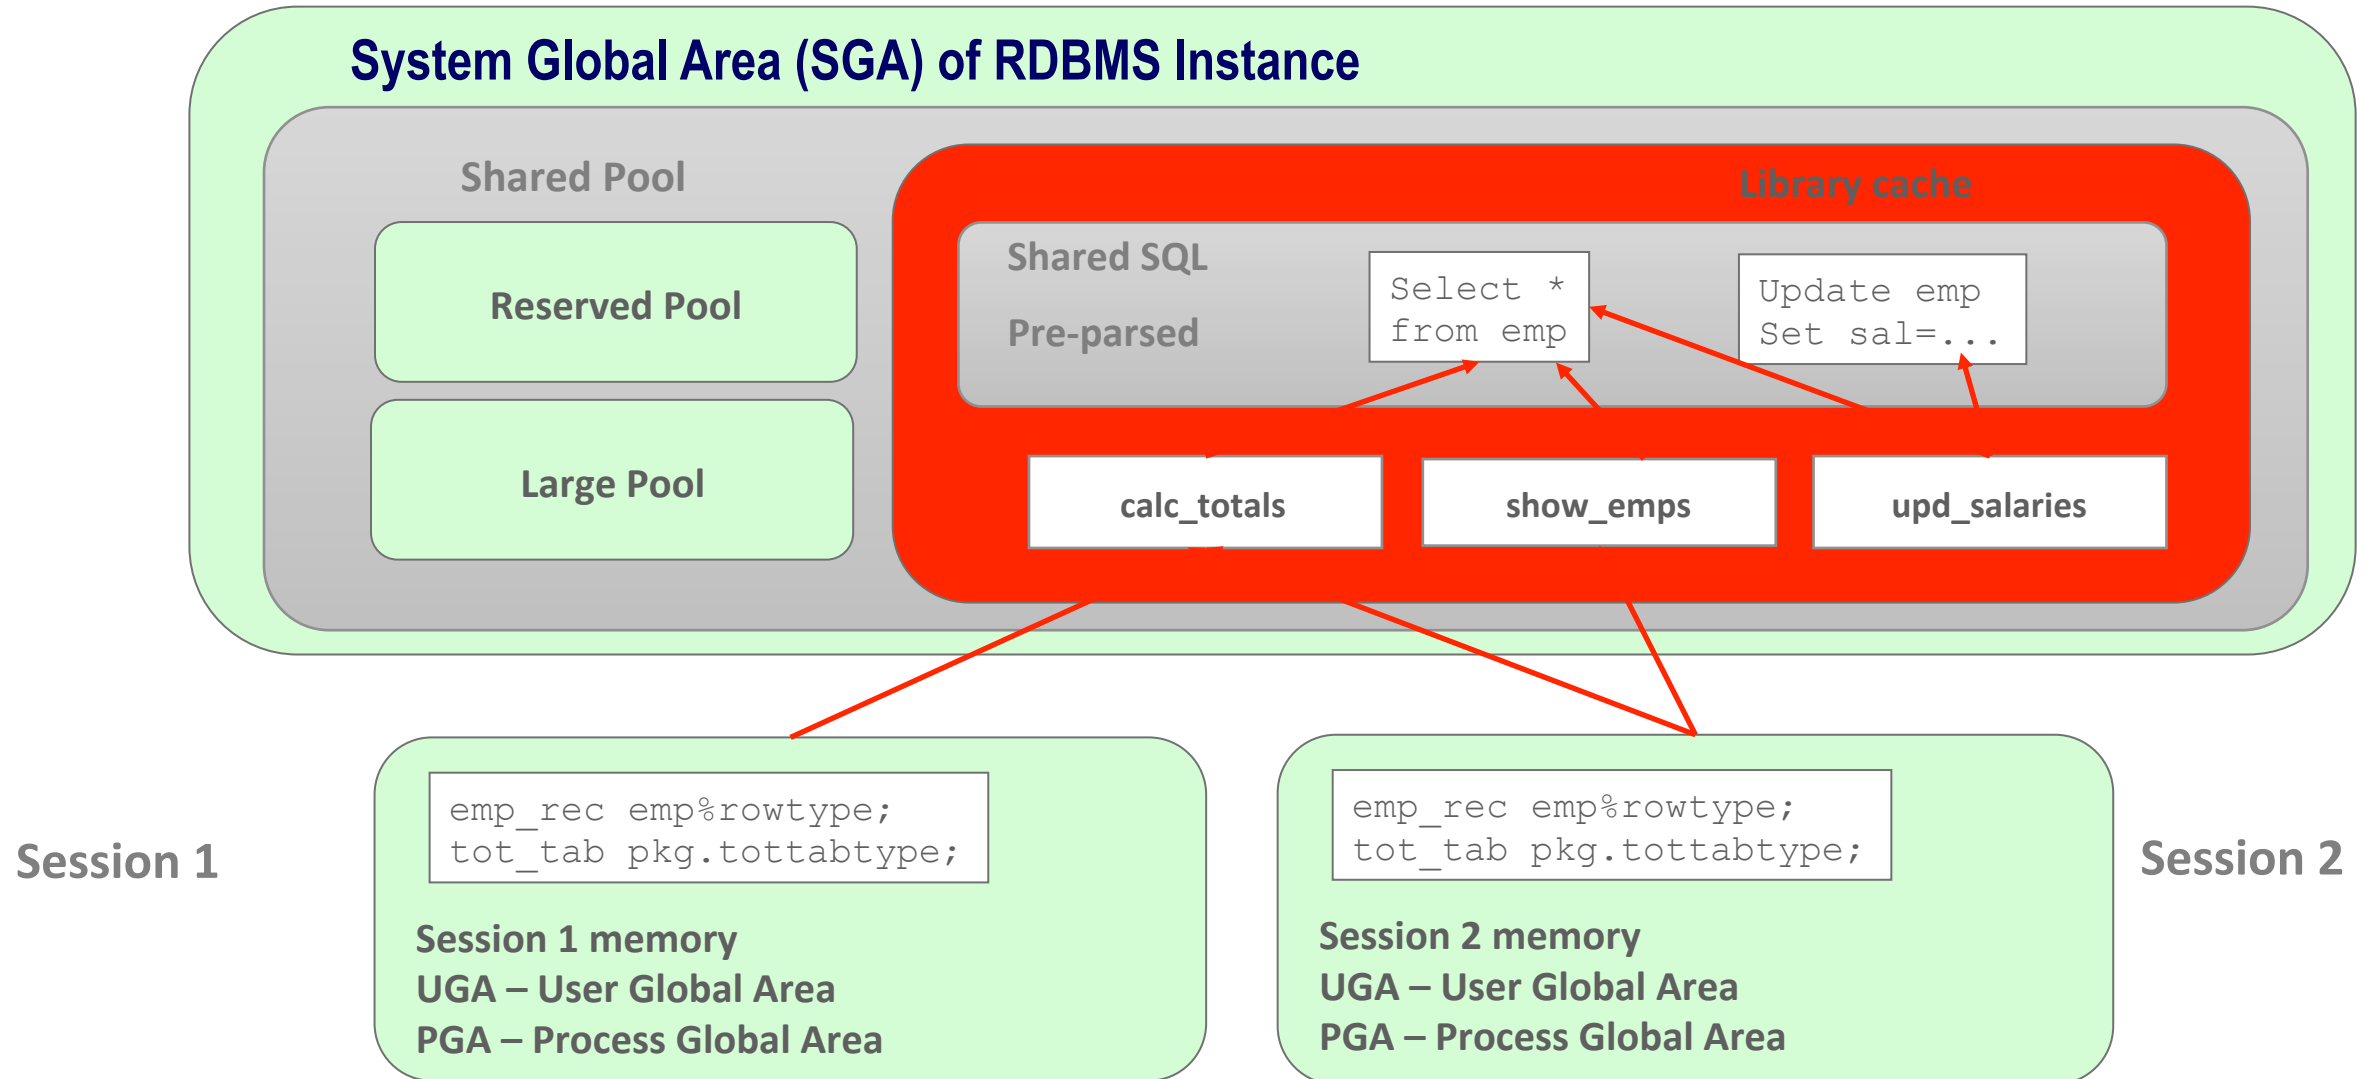 System Global Area (SGA) of RDBMS Instance
Shared Pool
Library cache
Reserved Pool
Large Pool
Shared SQL
Pre-parsed
Select *
from emp
Update emp
Set sal=...
calc_totals
show_emps
upd_salaries
Session 1
emp_rec emp%rowtype;
tot_tab pkg.tottabtype;
Session 1 memory
UGA – User Global Area
PGA – Process Global Area
emp_rec emp%rowtype;
tot_tab pkg.tottabtype;
Session 2 memory
UGA – User Global Area
PGA – Process Global Area
Session 2